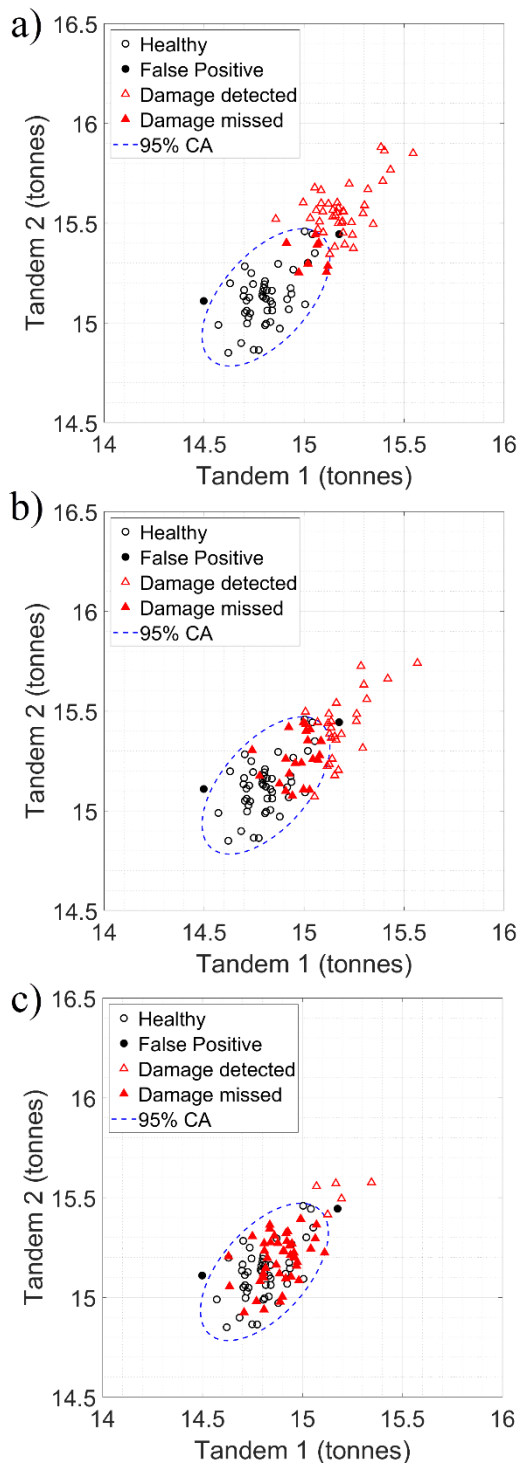 a)
16.5
16
15.5
15
14.5
Tandem 2 (tonnes)
Healthy
False Positive
Damage detected
Damage missed
95% CA
14 14.5 15 15.5 16
Tandem 1 (tonnes)
b)
16.5
16
15.5
15
14.5
Tandem 2 (tonnes)
Healthy
False Positive
Damage detected
Damage missed
95% CA
14 14.5 15 15.5 16
Tandem 1 (tonnes)
c)
16.5
16
15.5
15
14.5
Tandem 2 (tonnes)
Healthy
False Positive
Damage detected
Damage missed
95% CA
14 14.5 15 15.5 16
Tandem 1 (tonnes)